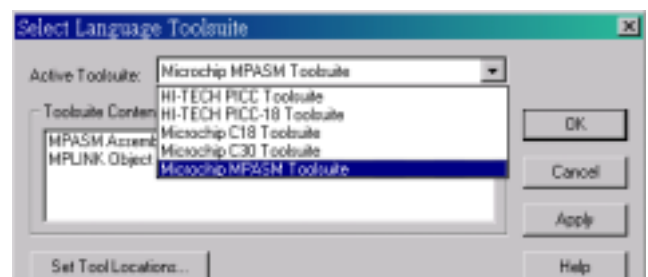 Select Language Toolsuite
Active Toolsuite: Microchip MPASM Toolsuite
HI-TECH PICC Toolsuite
Toolsuite Conten HI-TECH PICC-18 Toolsuite
Microchip C18 Toolsuite
OK
MPASM Assemb
Microchip C30 Toolsuite
MPLINK Object
Microchip MPASM Toolsuite
Cancel
Apply
Set Tool Locations...
Help